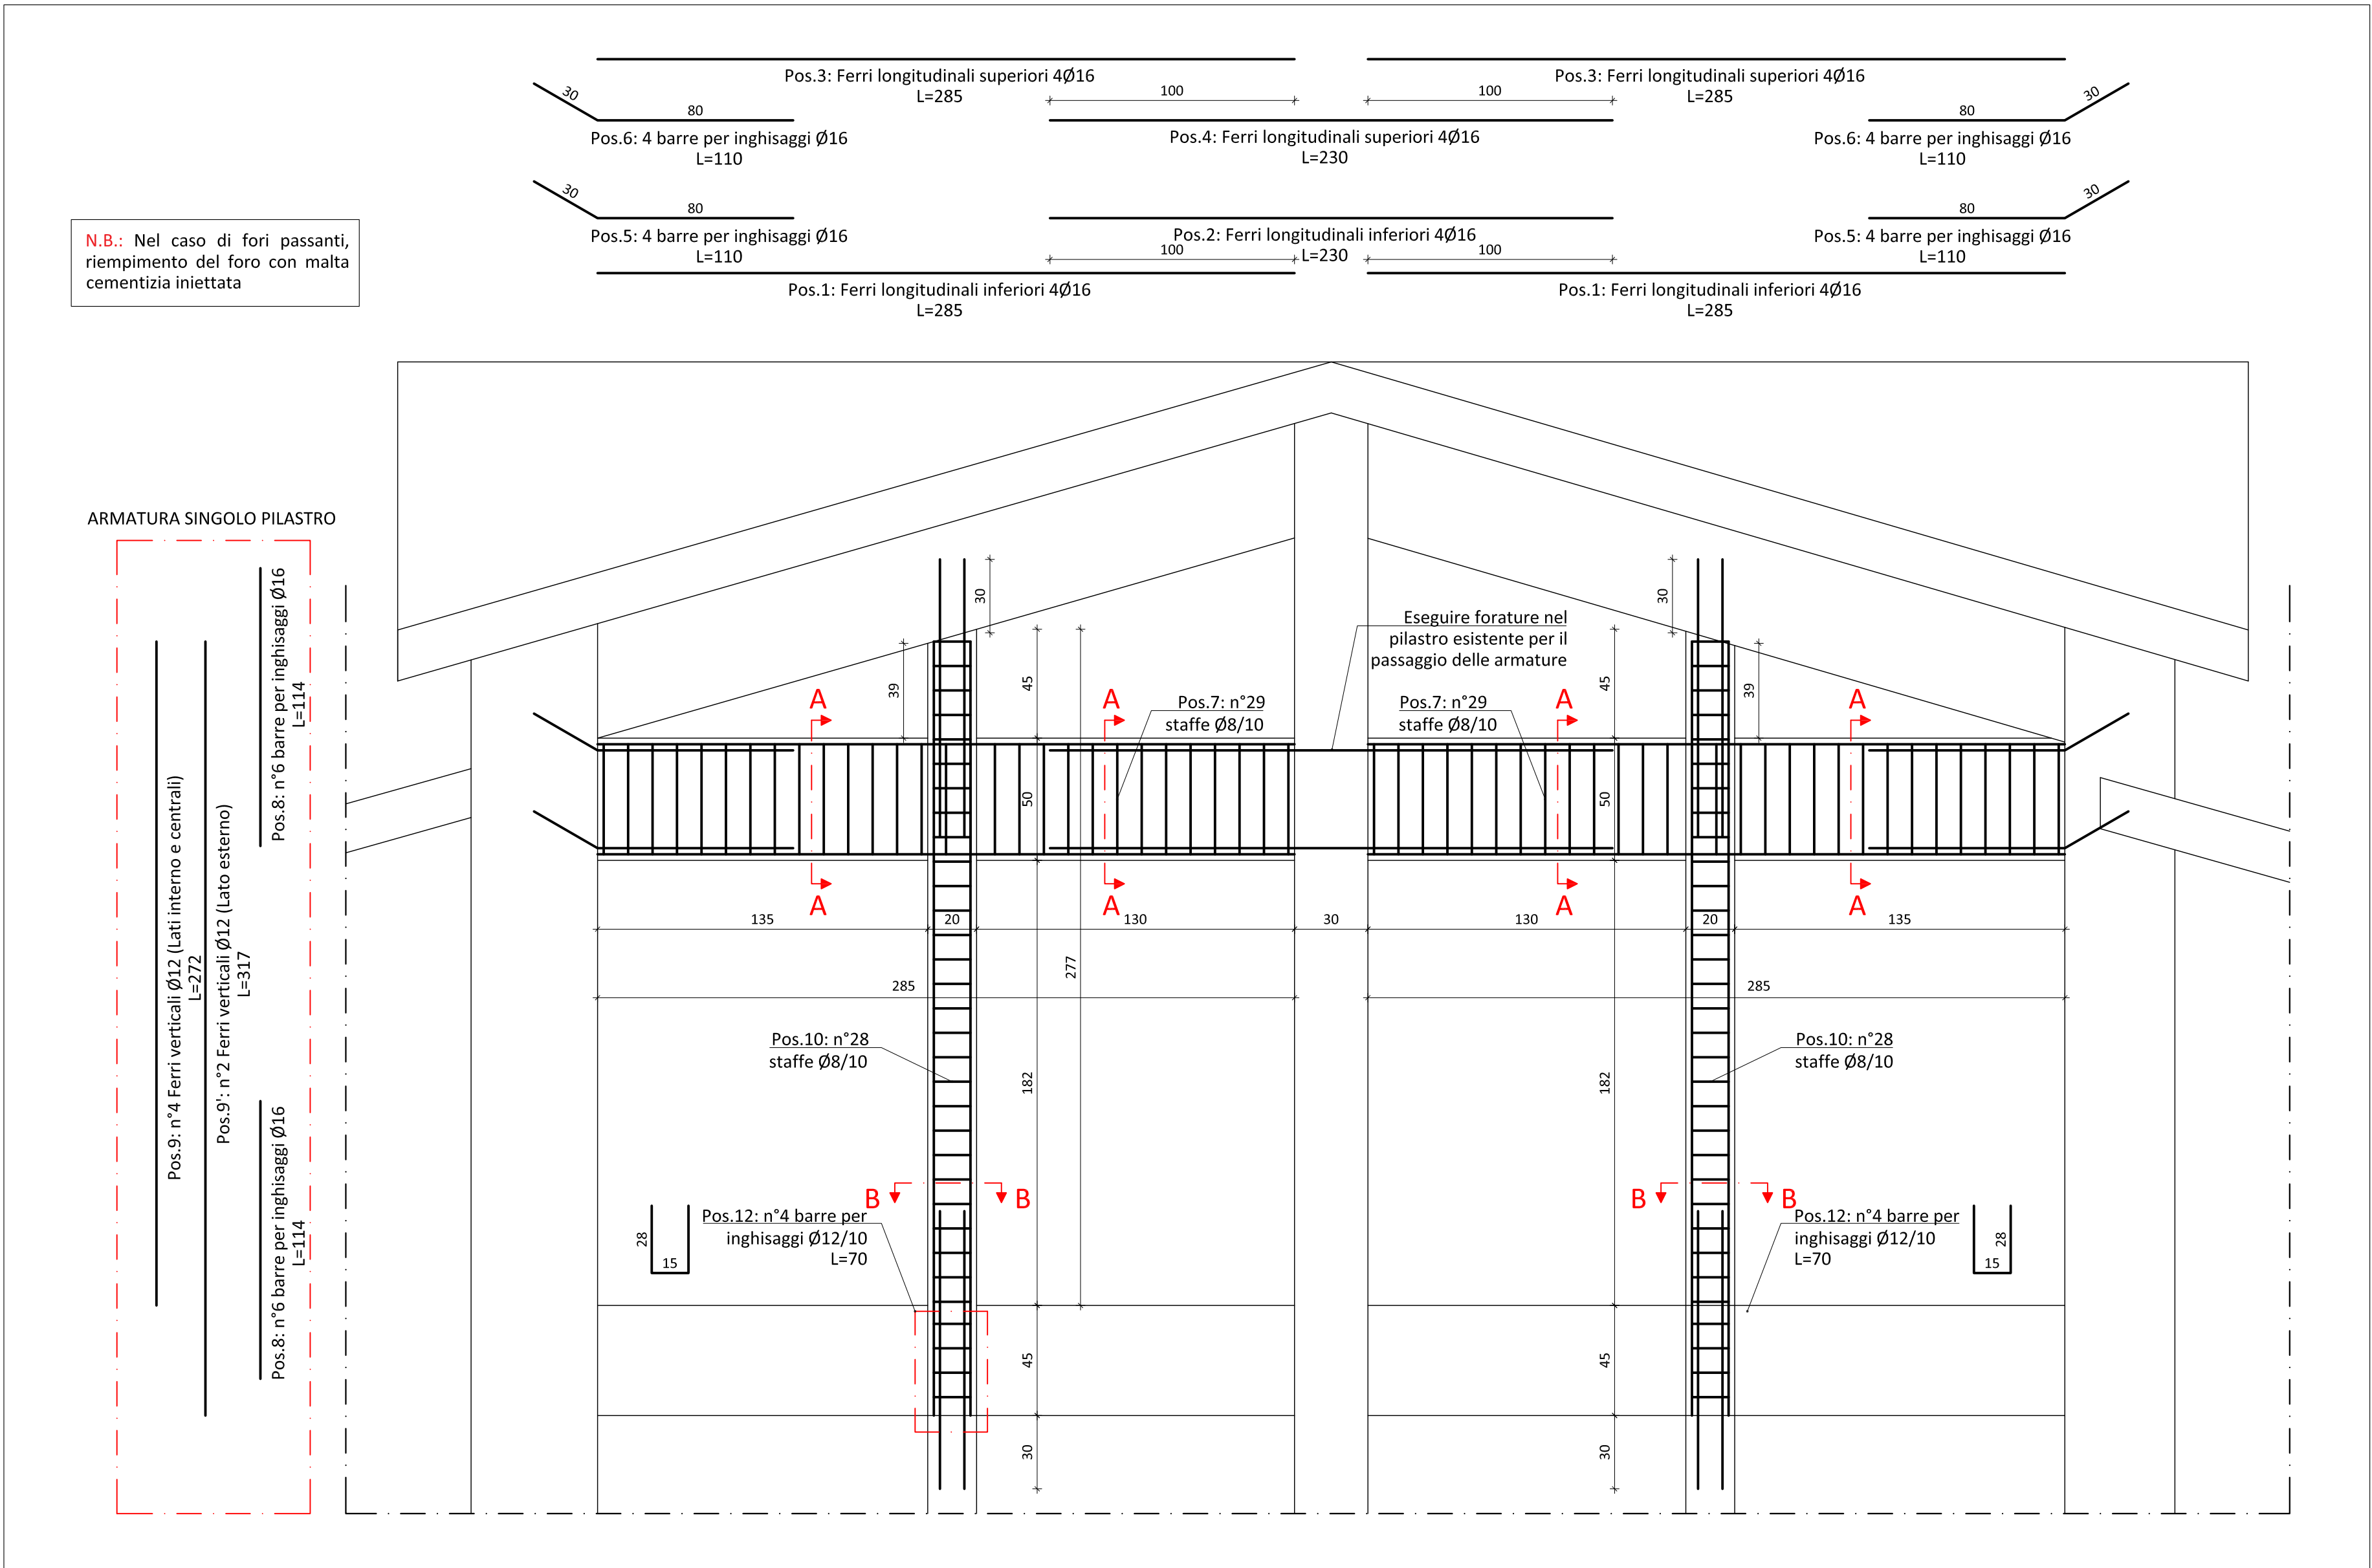 Pos.3: Ferri longitudinali superiori 4Ø16
L=285
Pos.3: Ferri longitudinali superiori 4Ø16
L=285
30
80
100
100
80
30
Pos.6: 4 barre per inghisaggi Ø16
L=110
Pos.4: Ferri longitudinali superiori 4Ø16
L=230
Pos.6: 4 barre per inghisaggi Ø16
L=110
30
80
80
30
Pos.5: 4 barre per inghisaggi Ø16
L=110
Pos.2: Ferri longitudinali inferiori 4Ø16
L=230
Pos.5: 4 barre per inghisaggi Ø16
L=110
100
100
Pos.1: Ferri longitudinali inferiori 4Ø16
L=285
Pos.1: Ferri longitudinali inferiori 4Ø16
L=285
N.B.: Nel caso di fori passanti,
riempimento del foro con malta
cementizia iniettata
ARMATURA SINGOLO PILASTRO
Pos.9: n°4 Ferri verticali Ø12 (Lati interno e centrali)
L=272
Pos.9': n°2 Ferri verticali Ø12 (Lato esterno)
L=317
Pos.8: n°6 barre per inghisaggi Ø16
L=114
Pos.8: n°6 barre per inghisaggi Ø16
L=114
30
30
Eseguire forature nel
pilastro esistente per il
passaggio delle armature
39
45
45
39
A
A
A
A
Pos.7: n°29
staffe Ø8/10
Pos.7: n°29
staffe Ø8/10
50
50
A
A
A
A
135
20
130
30
130
20
135
277
285
285
Pos.10: n°28
staffe Ø8/10
Pos.10: n°28
staffe Ø8/10
182
182
B
B
B
B
28
15
Pos.12: n°4 barre per
inghisaggi Ø12/10
L=70
Pos.12: n°4 barre per
inghisaggi Ø12/10
L=70
28
15
45
45
30
30